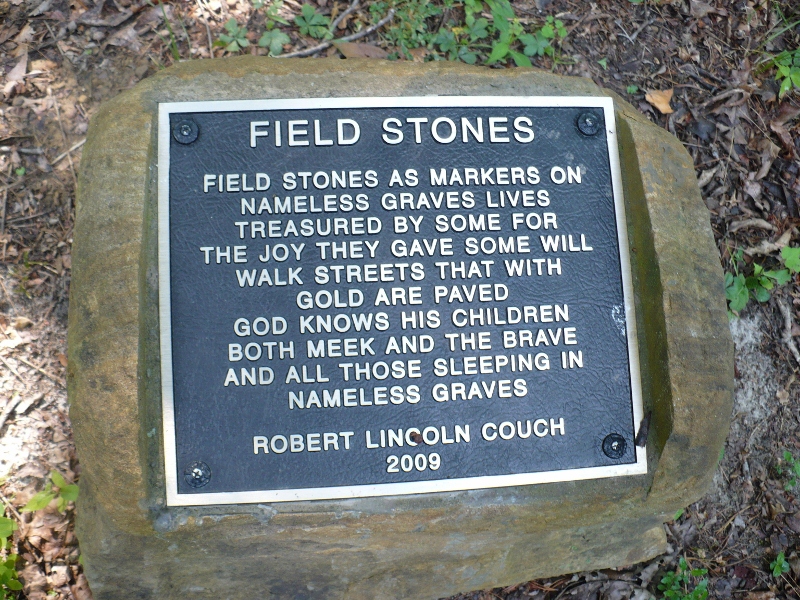 FIELD STONES
FIELD STONES AS MARKERS ON
NAMELESS GRAVES LIVES
TREASURED BY SOME FOR
THE JOY THEY GAVE SOME WILL
WALK STREETS THAT WITH
GOLD ARE PAVED
GOD KNOWS HIS CHILDREN
BOTH MEEK AND THE BRAVE
AND ALL THOSE SLEEPING IN
NAMELESS GRAVES
ROBERT LINCOLN COUCH
2009